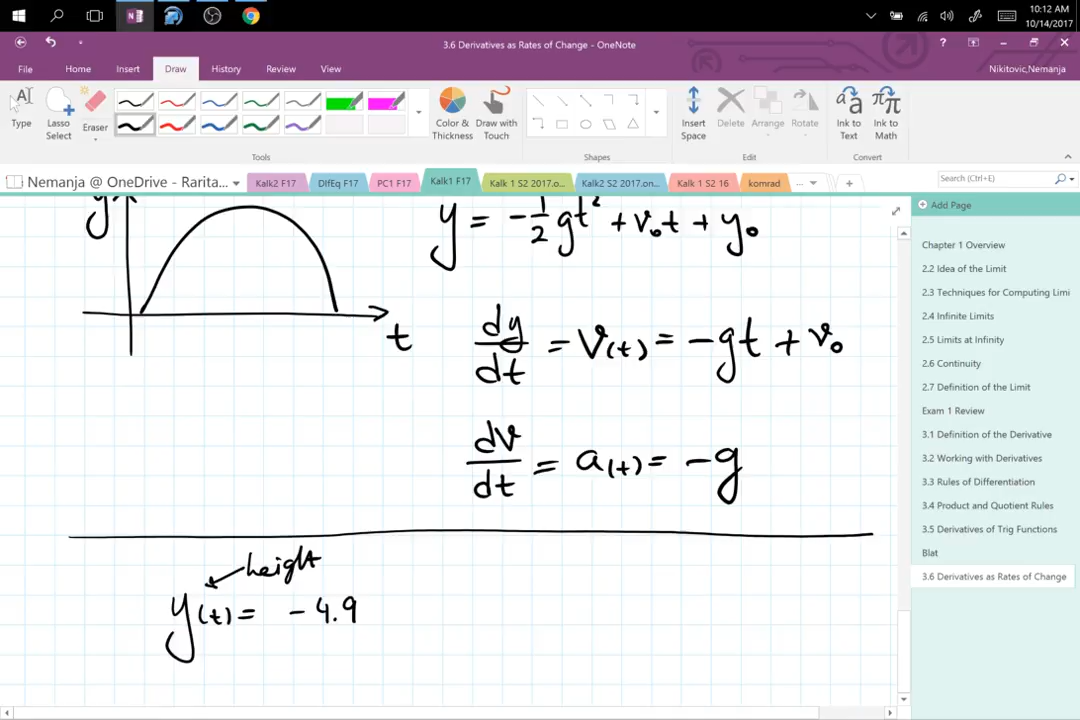 10:12 AM
10/14/2017
3.6 Derivatives as Rates of Change - OneNote
File Home Insert Draw History Review View
Nikitovic,Nemanja
Type
Lasso Select
Eraser
Color & Thickness
Draw with Touch
Insert Space
Delete
Arrange
Rotate
Ink to Text
Ink to Math
Tools
Shapes
Edit
Convert
Nemanja @ OneDrive - Rarita...
Kalk2 F17
DIfEq F17
PC1 F17
Kalk1 F17
Kalk 1 S2 2017.o...
Kalk2 S2 2017.on...
Kalk 1 S2 16
komrad
...
Search (Ctrl+E)
Add Page
Chapter 1 Overview
2.2 Idea of the Limit
2.3 Techniques for Computing Limi
2.4 Infinite Limits
2.5 Limits at Infinity
2.6 Continuity
2.7 Definition of the Limit
Exam 1 Review
3.1 Definition of the Derivative
3.2 Working with Derivatives
3.3 Rules of Differentiation
3.4 Product and Quotient Rules
3.5 Derivatives of Trig Functions
Blat
3.6 Derivatives as Rates of Change
y
t
y = -1/2 gt² + v₀t + y₀
dy/dt = v(t) = -gt + v₀
dv/dt = a(t) = -g
height
y(t) = -4.9